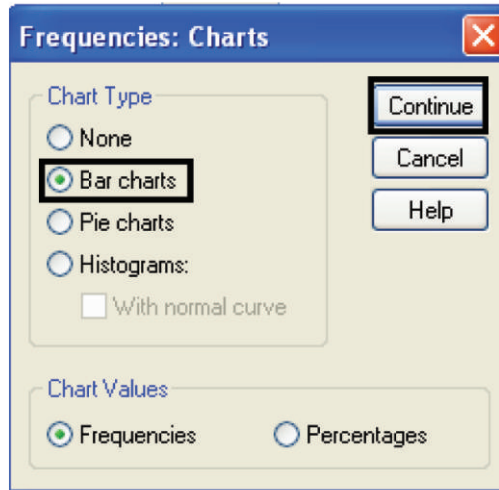 Frequencies: Charts
Chart Type
None
Bar charts
Pie charts
Histograms:
With normal curve
Continue
Cancel
Help
Chart Values
Frequencies
Percentages